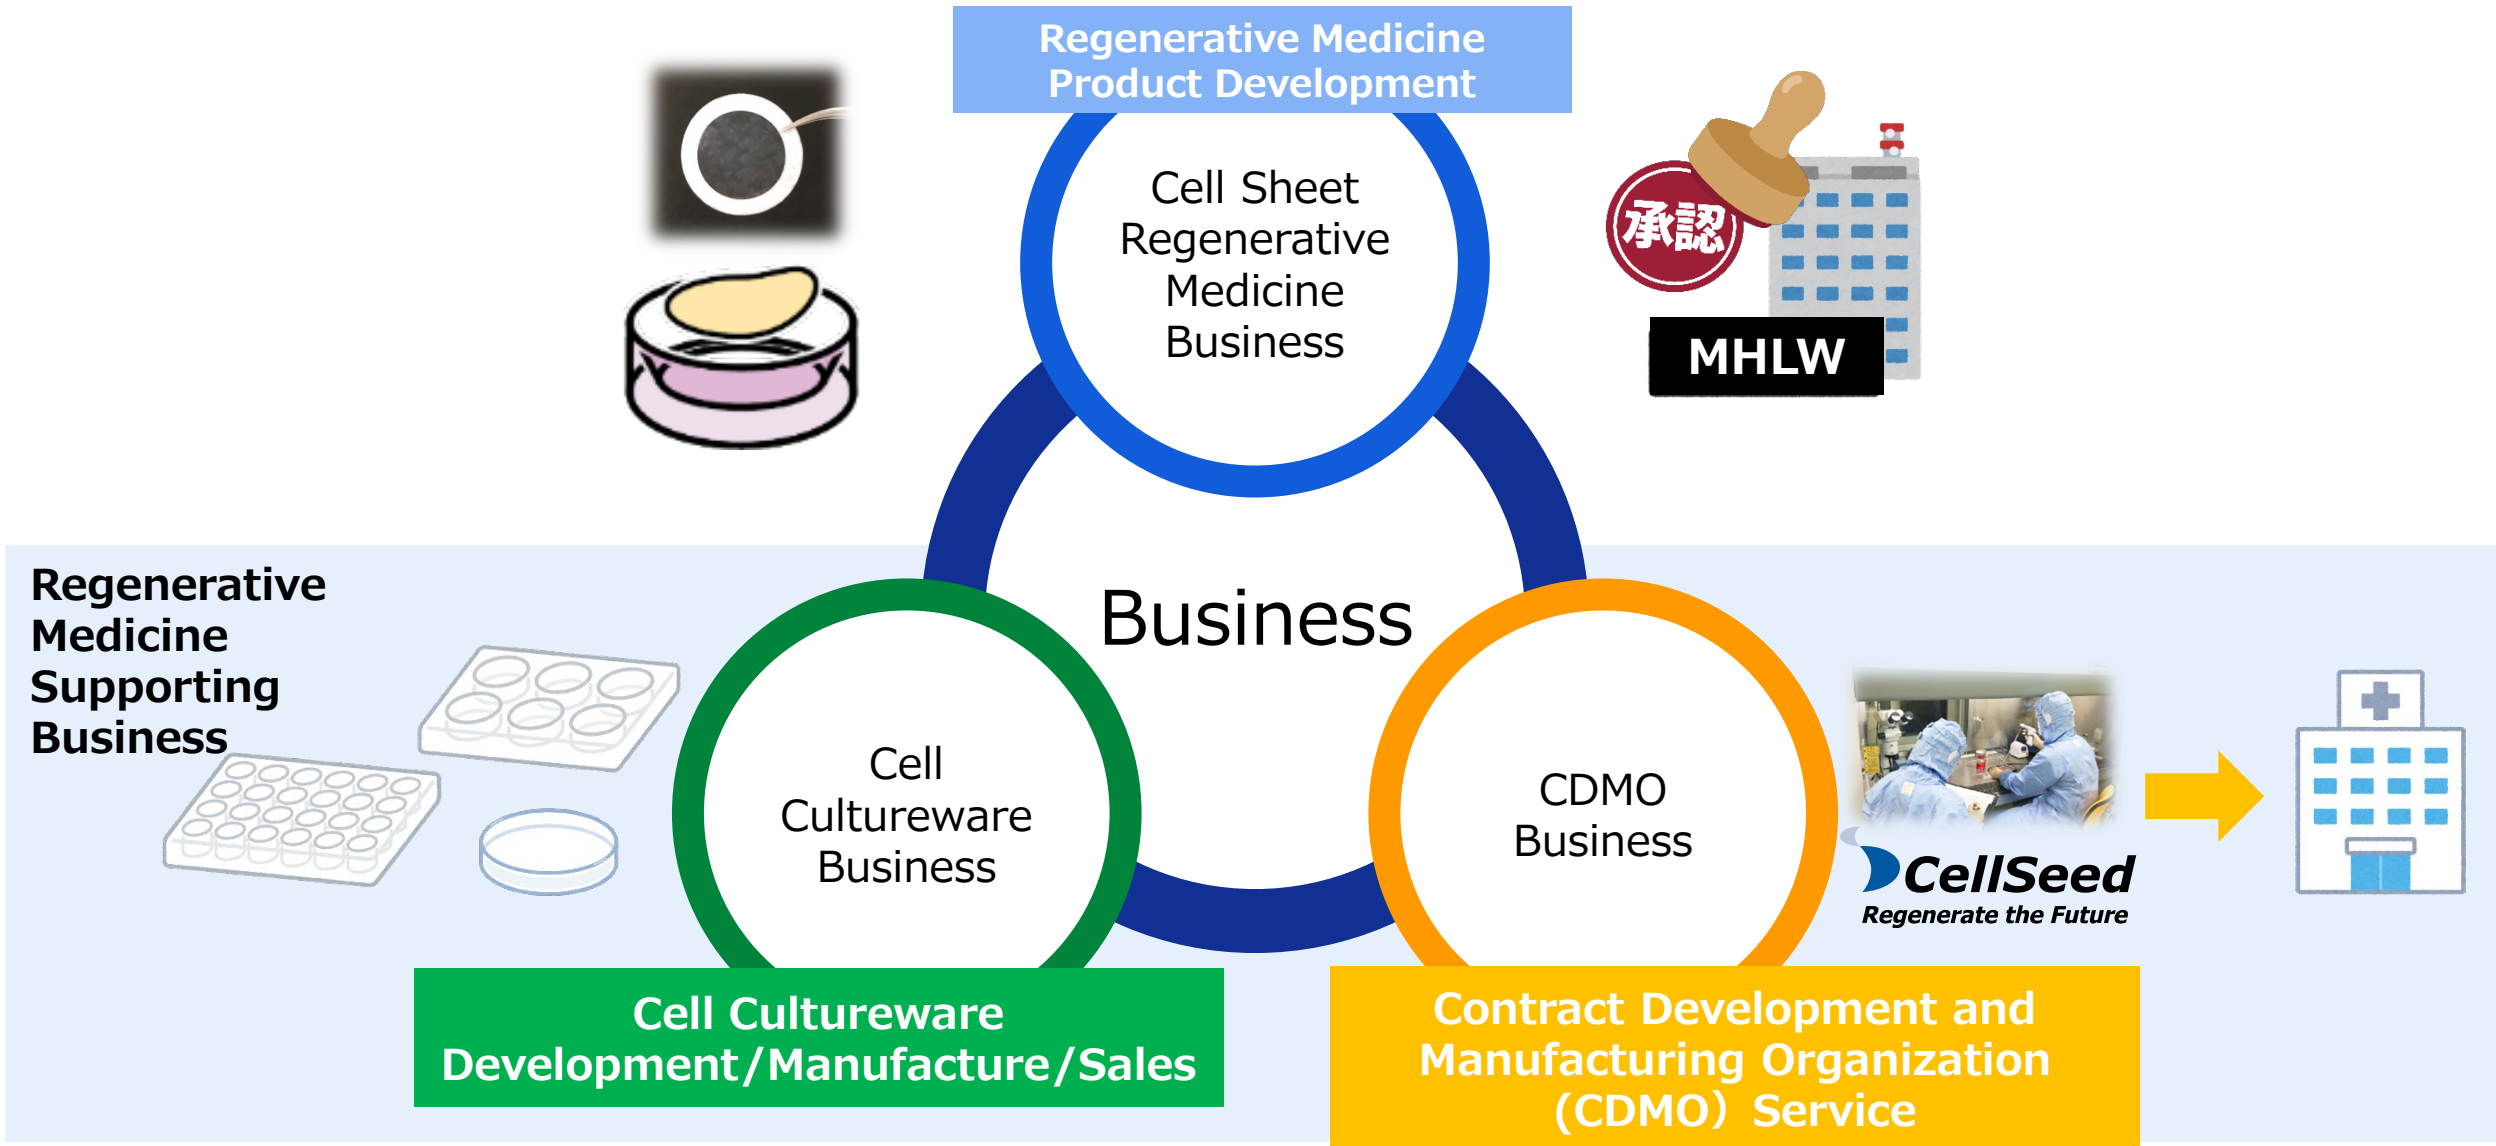 Regenerative Medicine
Product Development
Cell Sheet
Regenerative
Medicine
Business
承認
MHLW
Regenerative
Medicine
Supporting
Business
Business
Cell
Cultureware
Business
CDMO
Business
CellSeed
Regenerate the Future
Cell Cultureware
Development/Manufacture/Sales
Contract Development and
Manufacturing Organization
(CDMO）Service